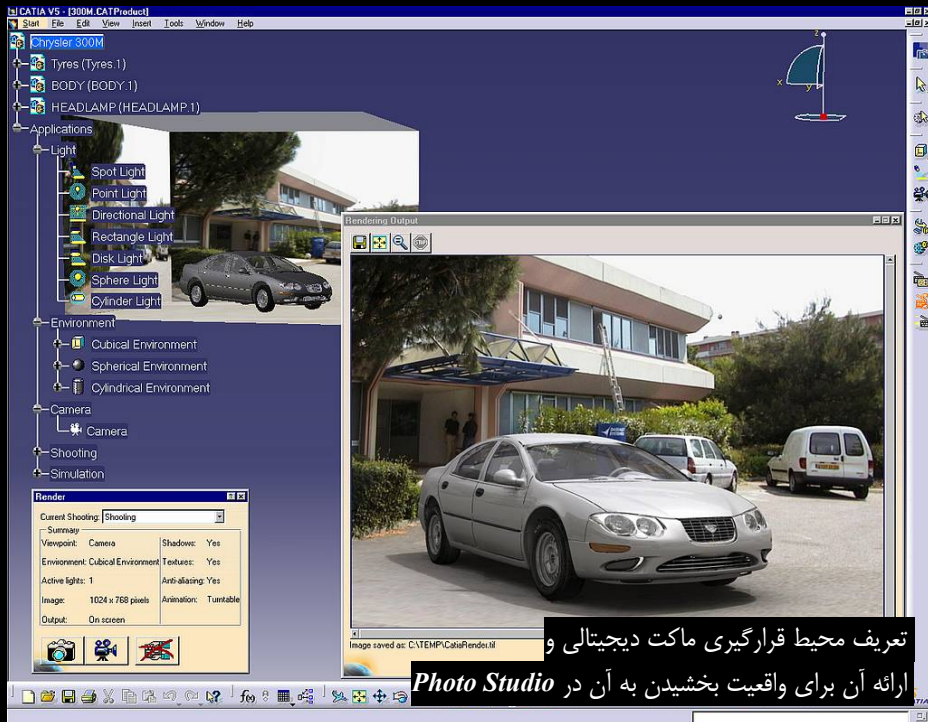 CATIA V5 - [300M.CATProduct]
Start File Edit View Insert Tools Window Help
Chrysler 300M
Tyres (Tyres.1)
BODY (BODY.1)
HEADLAMP (HEADLAMP.1)
Applications
Light
Spot Light
Point Light
Directional Light
Rectangle Light
Disk Light
Sphere Light
Cylinder Light
Environment
Cubical Environment
Spherical Environment
Cylindrical Environment
Camera
Camera
Shooting
Simulation
z
x
y
Rendering Output
Image saved as: C:\TEMP\CatiaRender.tif
Render
Current Shooting: Shooting
Summary
Viewpoint: Camera Shadows: Yes
Environment: Cubical Environment Textures: Yes
Active lights: 1 Anti-aliasing: Yes
Image: 1024 x 768 pixels Animation: Turntable
Output: On screen
تعریف محیط قرارگیری ماکت دیجیتالی و
ارائه آن برای واقعیت بخشیدن به آن در Photo Studio